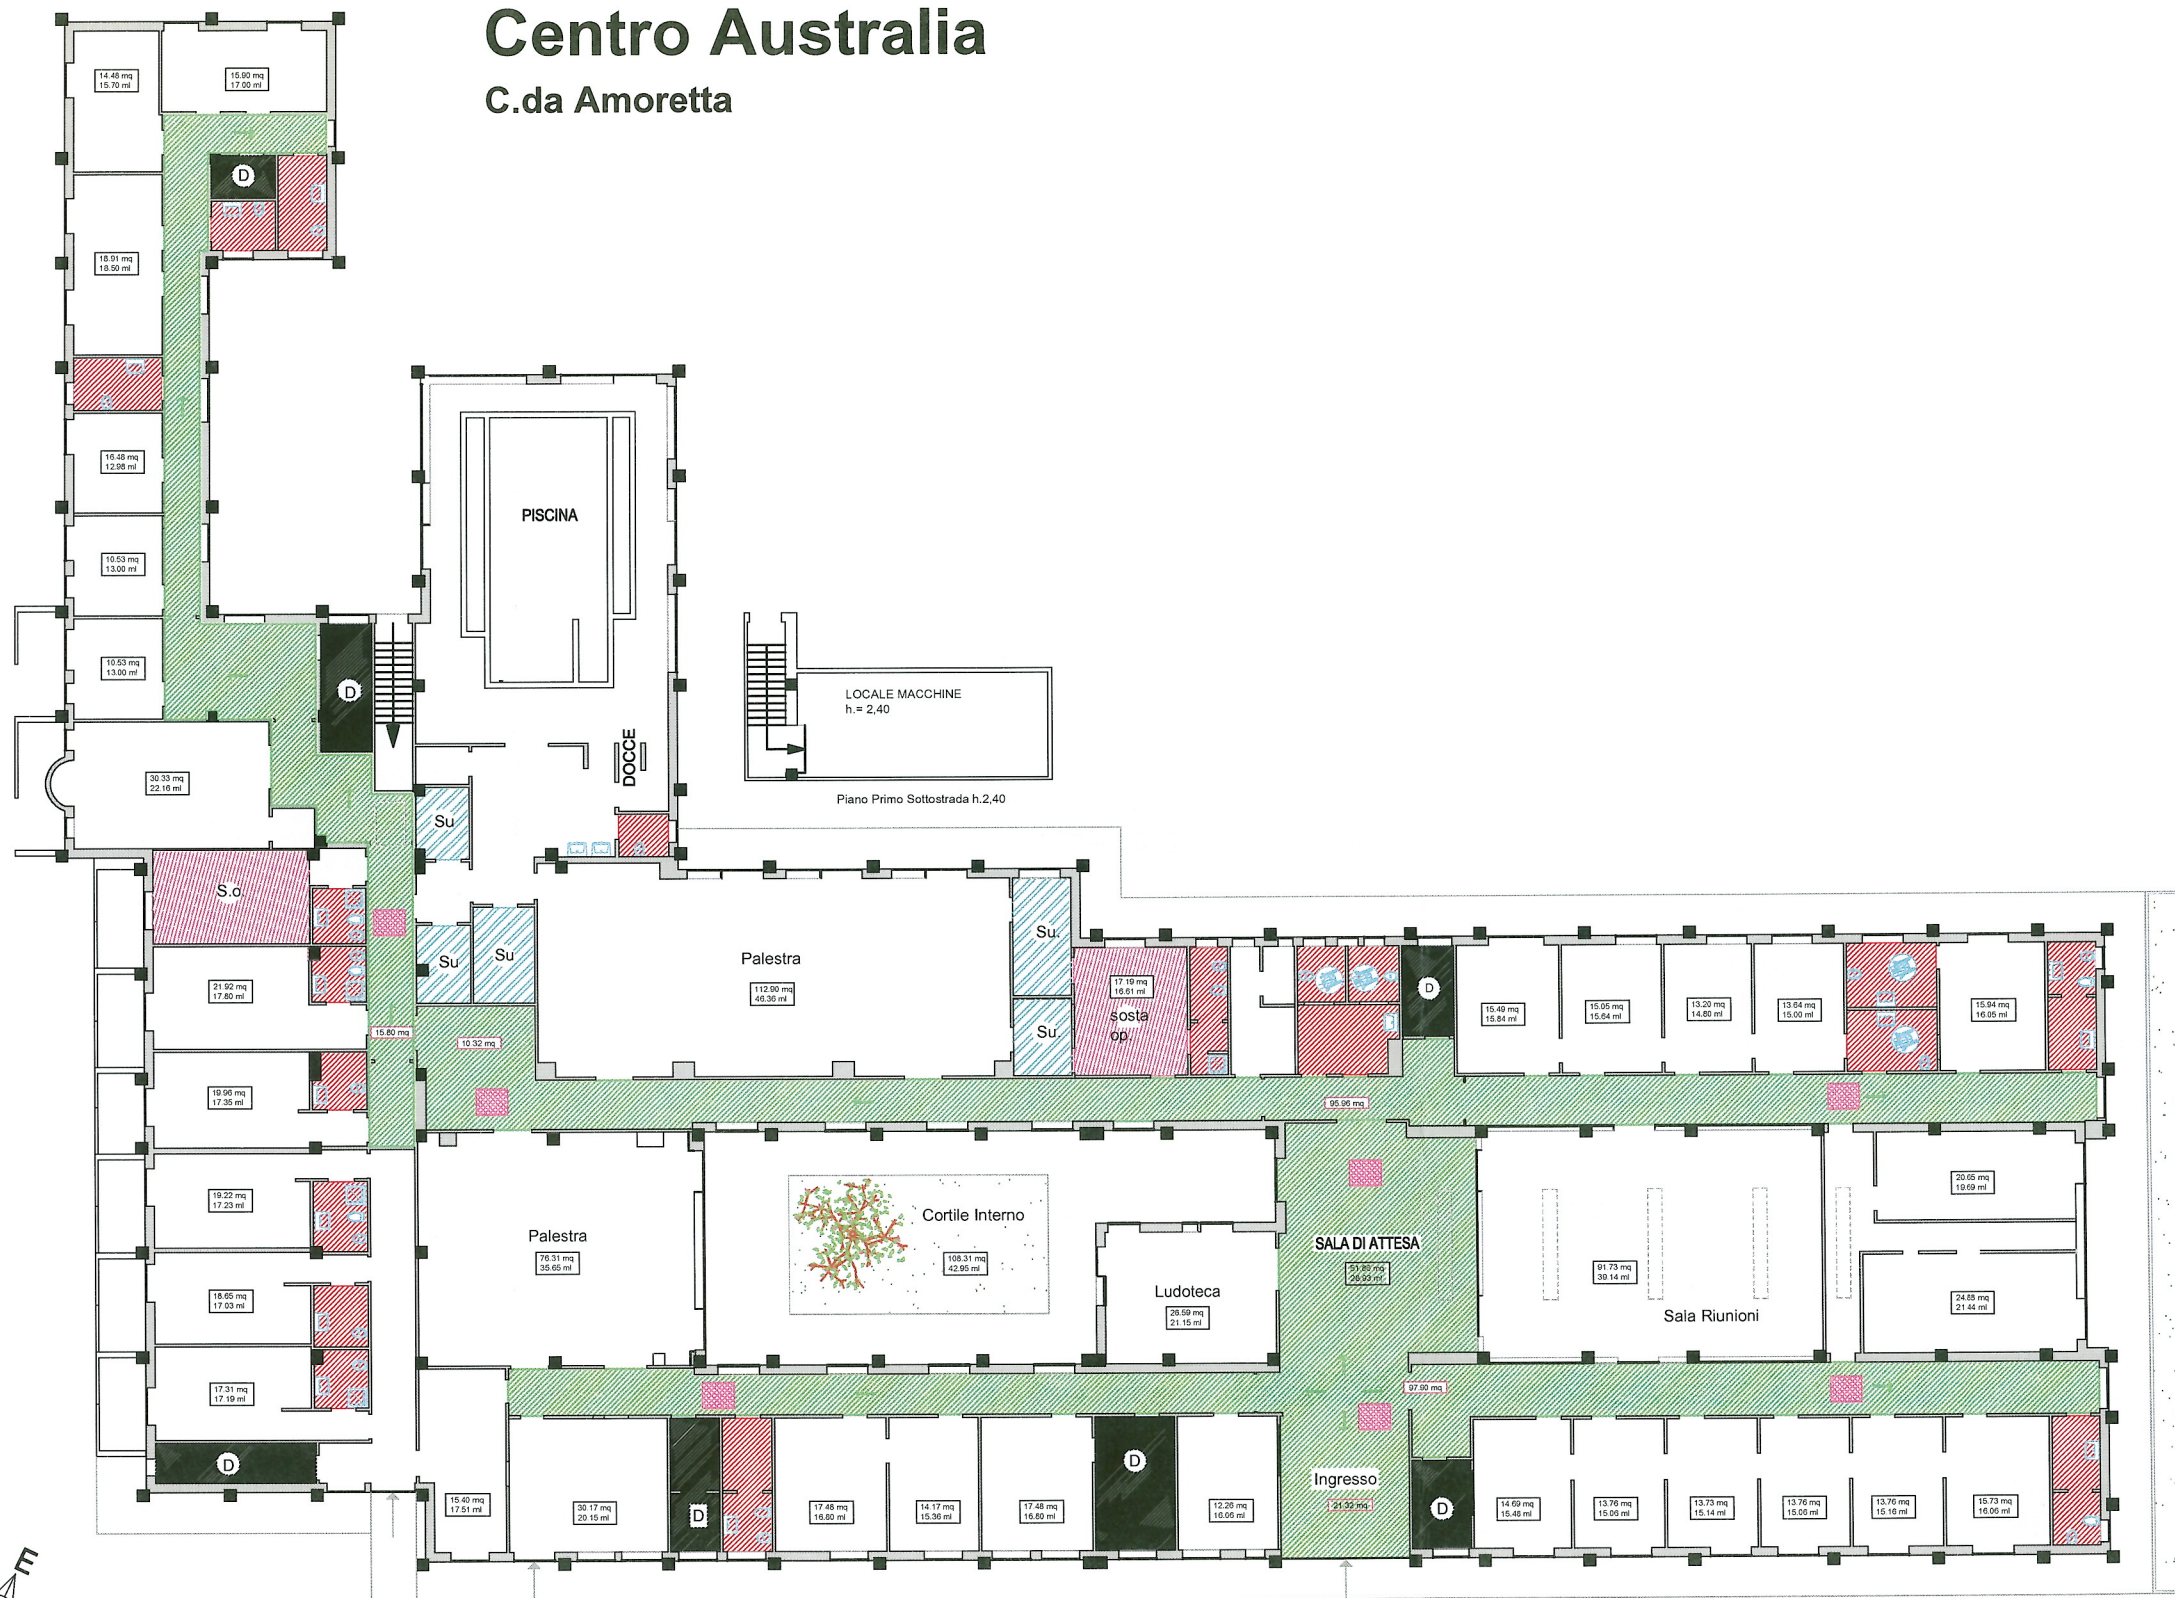 Centro Australia
C.da Amoretta
14.48 mq
15.70 ml
15.90 mq
17.00 ml
D
18.91 mq
18.50 ml
16.48 mq
12.98 ml
PISCINA
10.53 mq
13.00 ml
10.53 mq
13.00 ml
D
LOCALE MACCHINE
h.= 2,40
DOCCE
30.33 mq
22.16 ml
Piano Primo Sottostrada h.2,40
Su
S.o.
Su
Su
Palestra
112.90 mq
46.36 ml
Su.
Su.
17.19 mq
16.61 ml
sosta
op.
D
15.49 mq
15.84 ml
15.05 mq
15.64 ml
13.20 mq
14.80 ml
13.64 mq
15.00 ml
15.94 mq
16.05 ml
21.92 mq
17.80 ml
15.80 mq
10.32 mq
19.96 mq
17.35 ml
95.96 mq
19.22 mq
17.23 ml
Palestra
76.31 mq
35.65 ml
Cortile Interno
108.31 mq
42.95 ml
Ludoteca
26.59 mq
21.15 ml
SALA DI ATTESA
51.80 mq
28.93 ml
91.73 mq
39.14 ml
Sala Riunioni
20.65 mq
19.69 ml
24.88 mq
21.44 ml
18.65 mq
17.03 ml
17.31 mq
17.19 ml
97.90 mq
D
15.40 mq
17.51 ml
30.17 mq
20.15 ml
D
17.48 mq
16.80 ml
14.17 mq
15.36 ml
17.48 mq
16.80 ml
D
12.26 mq
16.06 ml
Ingresso
21.32 mq
D
14.69 mq
15.48 ml
13.76 mq
15.06 ml
13.73 mq
15.14 ml
13.76 mq
15.06 ml
13.76 mq
15.16 ml
15.73 mq
16.06 ml
E